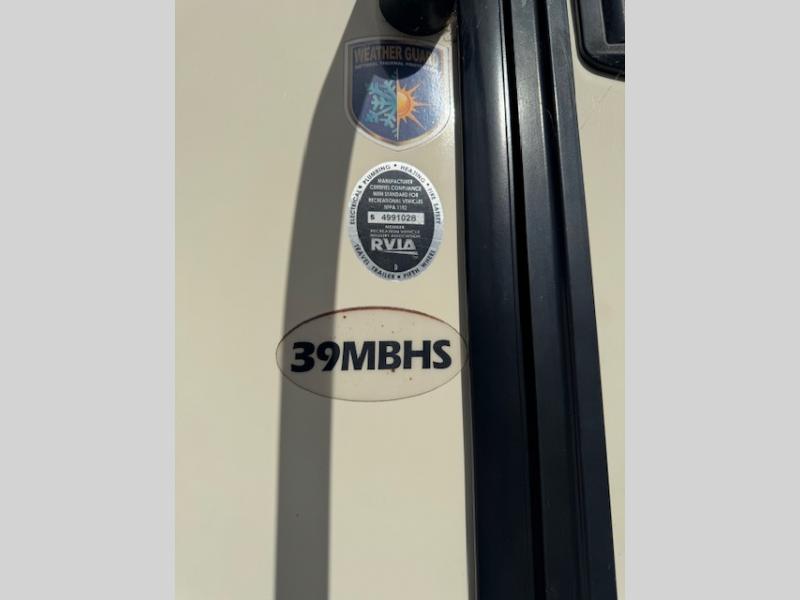 WEATHER GUARD
ELECTRICAL • PLUMBING • HEATING • FIRE SAFETY
MANUFACTURER
CERTIFIES COMPLIANCE
WITH STANDARD FOR
RECREATIONAL VEHICLES
NFPA 1192
S 4991028
MEMBER
RECREATION VEHICLE
INDUSTRY ASSOCIATION
RVIA
TRAVEL TRAILER • FIFTH WHEEL
39MBHS